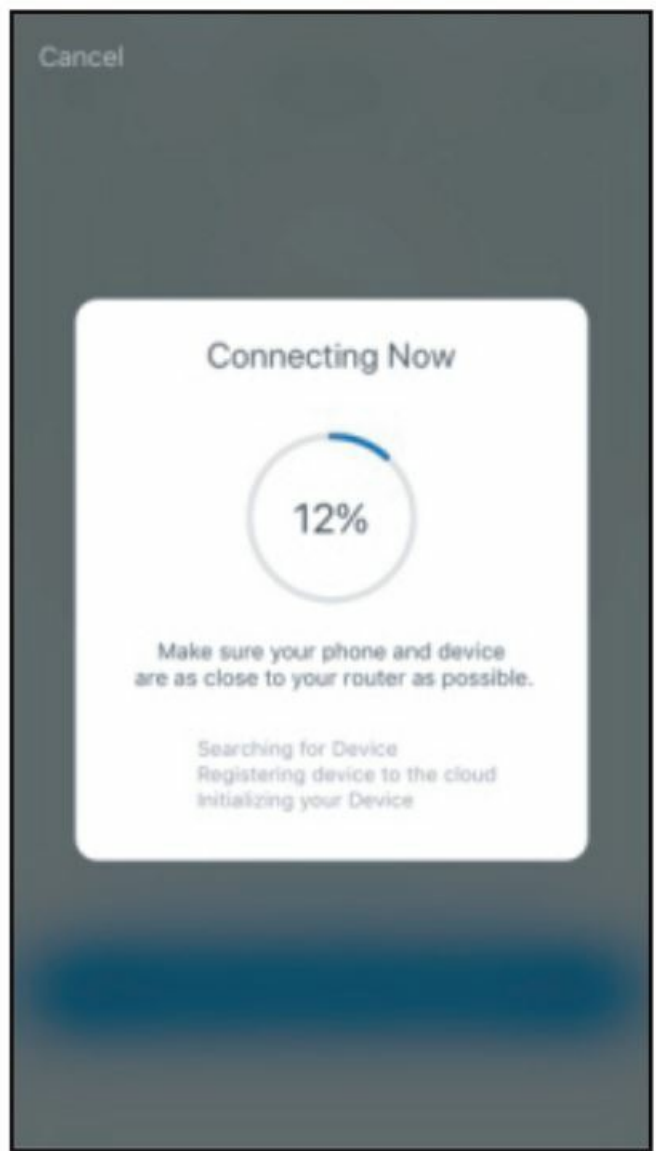 Cancel
Connecting Now
12%
Make sure your phone and device
are as close to your router as possible.
Searching for Device
Registering device to the cloud
Initializing your Device